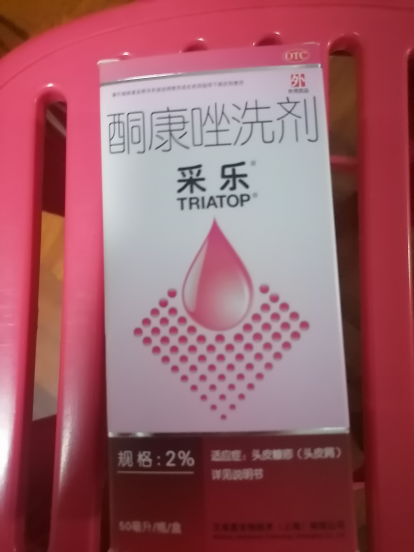 OTC
外
酮康唑洗剂
采乐®
TRIATOP®
规格:2%
适应症:头皮糠疹(头皮屑)
详见说明书
50毫升/瓶/盒